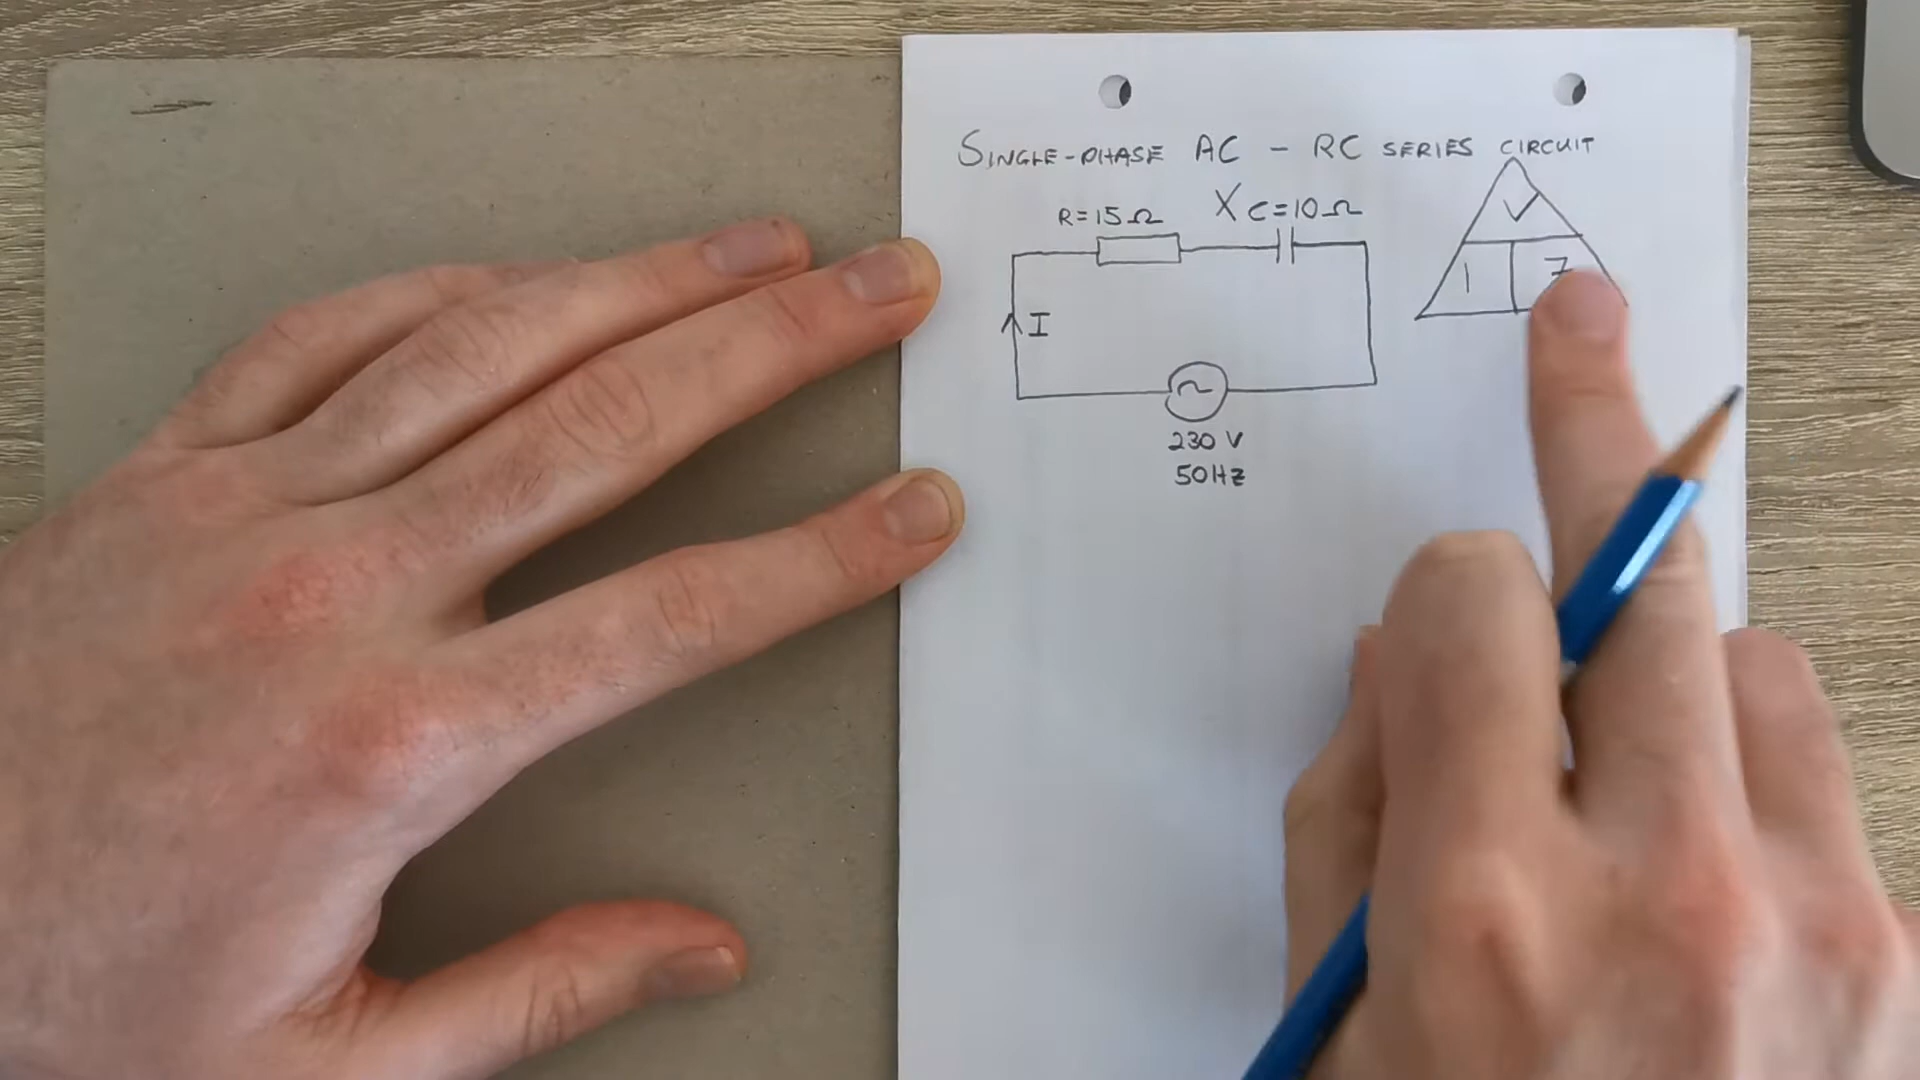 SINGLE-PHASE AC - RC SERIES CIRCUIT
R=15Ω
XC=10Ω
V
I
Z
I
230 V
50Hz